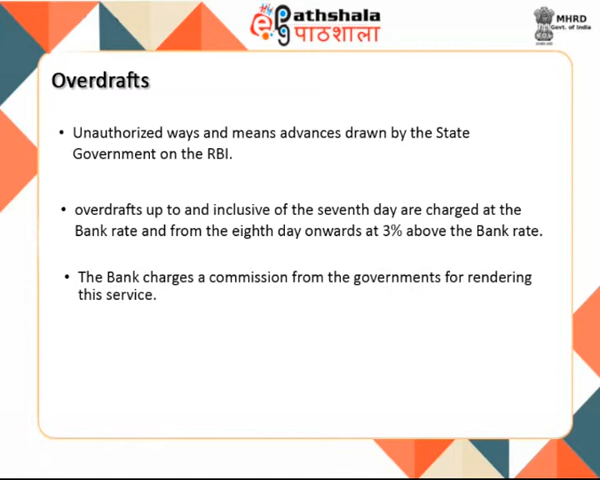 ePG Pathshala
पाठशाला
MHRD
Govt. of India
Overdrafts
• Unauthorized ways and means advances drawn by the State
Government on the RBI.
• overdrafts up to and inclusive of the seventh day are charged at the
Bank rate and from the eighth day onwards at 3% above the Bank rate.
• The Bank charges a commission from the governments for rendering
this service.